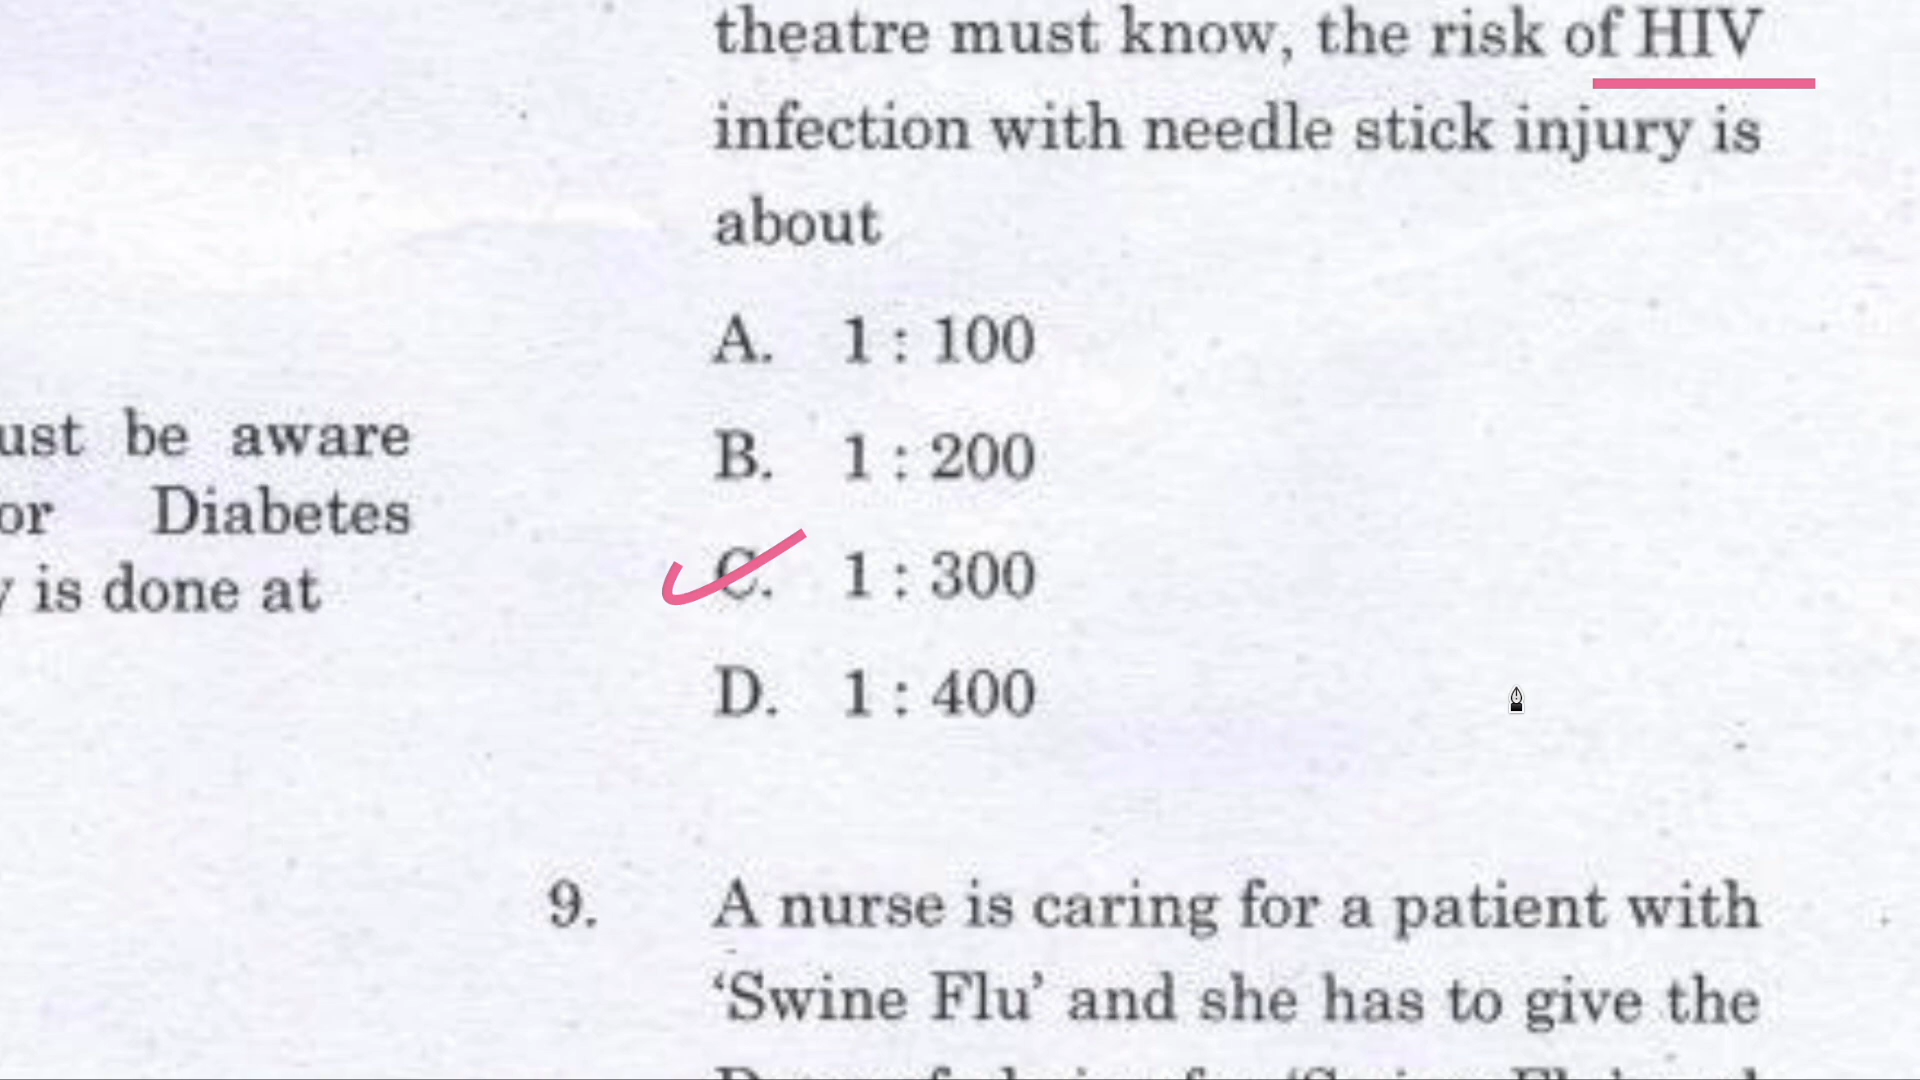 ust be aware
or Diabetes
is done at
theatre must know, the risk of HIV
infection with needle stick injury is
about
A. 1 : 100
B. 1 : 200
C. 1 : 300
D. 1 : 400
9. A nurse is caring for a patient with
‘Swine Flu’ and she has to give the